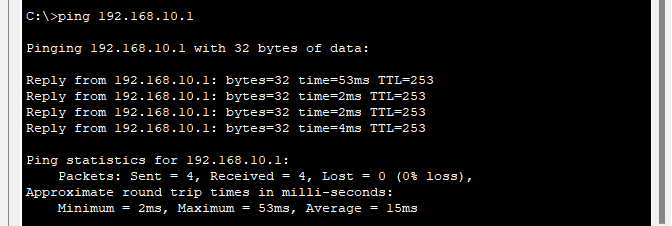 C:\>ping 192.168.10.1
Pinging 192.168.10.1 with 32 bytes of data:
Reply from 192.168.10.1: bytes=32 time=53ms TTL=253
Reply from 192.168.10.1: bytes=32 time=2ms TTL=253
Reply from 192.168.10.1: bytes=32 time=2ms TTL=253
Reply from 192.168.10.1: bytes=32 time=4ms TTL=253
Ping statistics for 192.168.10.1:
Packets: Sent = 4, Received = 4, Lost = 0 (0% loss),
Approximate round trip times in milli-seconds:
Minimum = 2ms, Maximum = 53ms, Average = 15ms